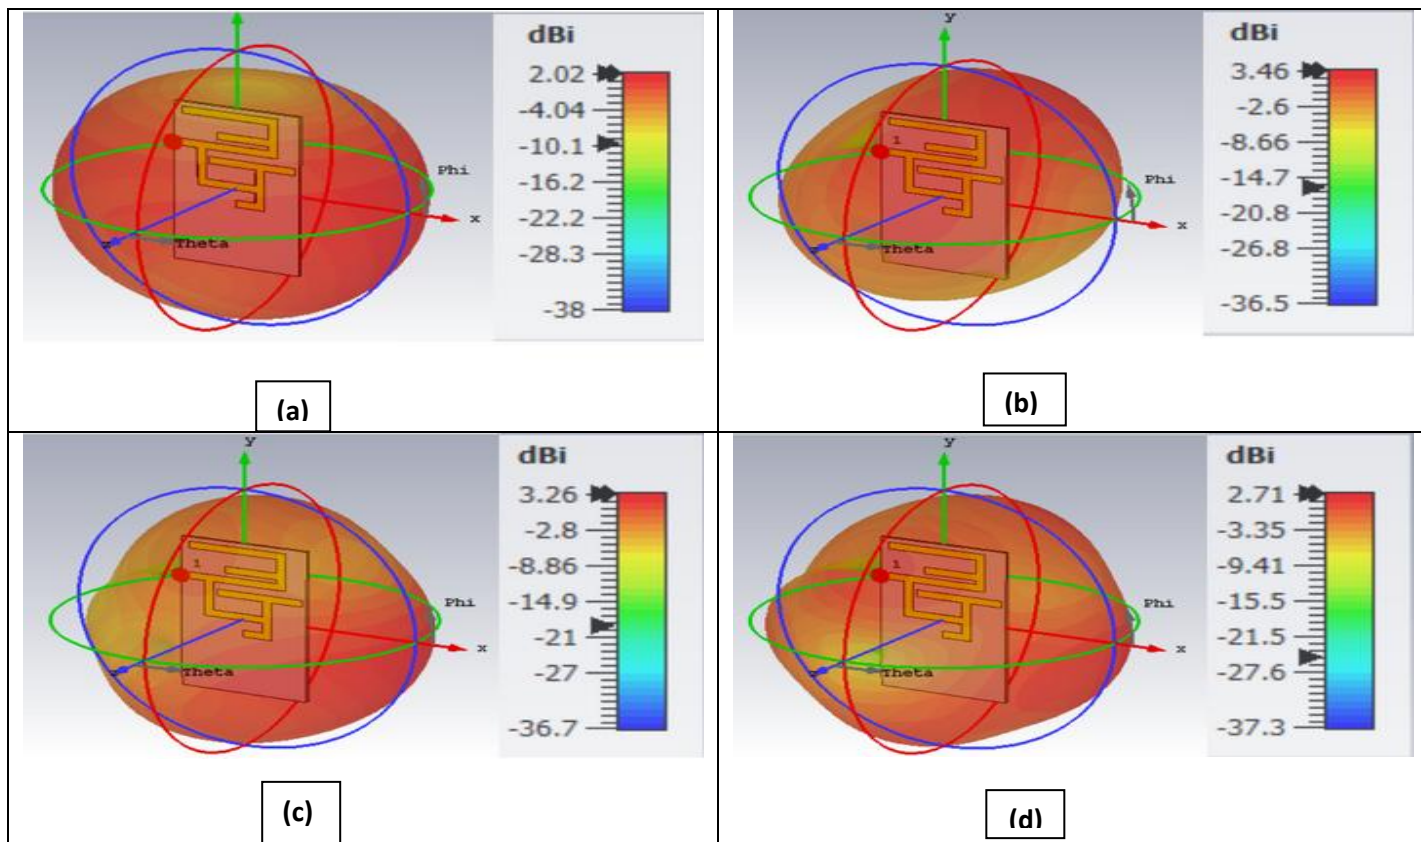 dBi
2.02
-4.04
-10.1
-16.2
-22.2
-28.3
-38
Phi
x
z
Theta
(a)
y
dBi
3.46
-2.6
-8.66
-14.7
-20.8
-26.8
-36.5
1
Phi
x
z
Theta
(b)
y
dBi
3.26
-2.8
-8.86
-14.9
-21
-27
-36.7
1
Phi
x
z
Theta
(c)
y
dBi
2.71
-3.35
-9.41
-15.5
-21.5
-27.6
-37.3
1
Phi
x
z
Theta
(d)